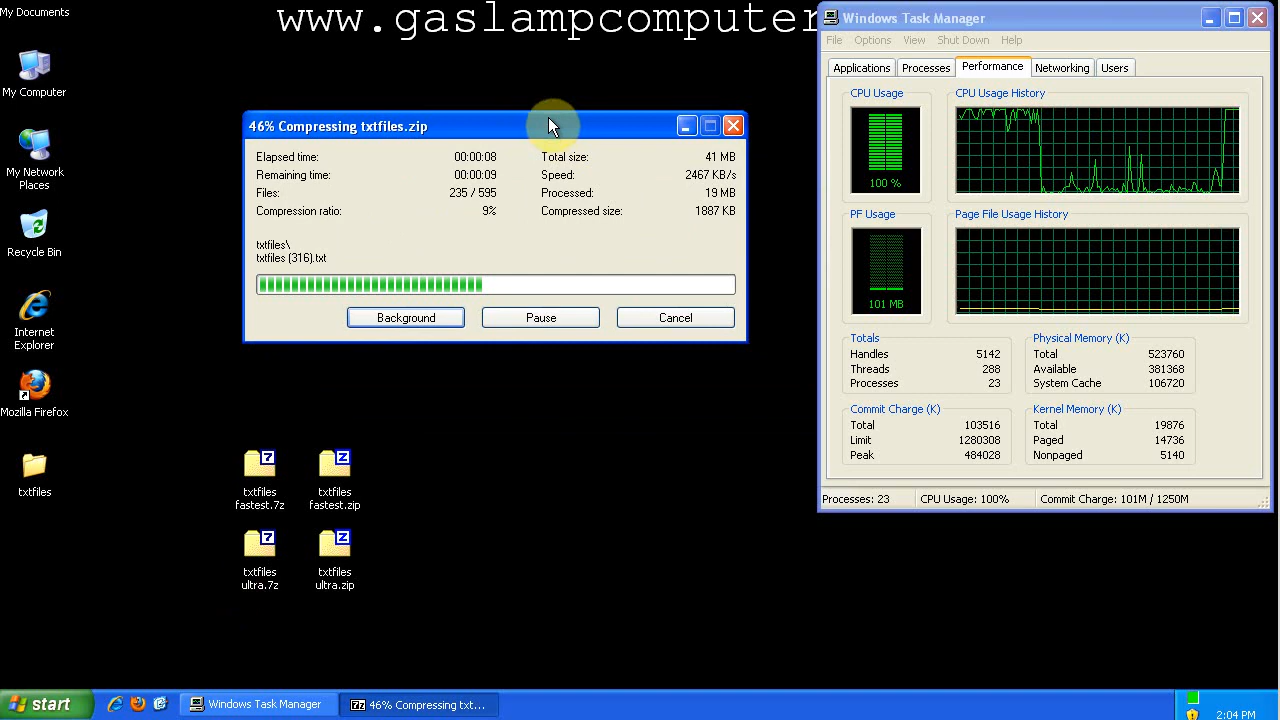 www.gaslampcomputer
My Documents
My Computer
My Network
Places
Recycle Bin
Internet
Explorer
Mozilla Firefox
txtfiles
46% Compressing txtfiles.zip
Elapsed time: 00:00:08 Total size: 41 MB
Remaining time: 00:00:09 Speed: 2467 KB/s
Files: 235 / 595 Processed: 19 MB
Compression ratio: 9% Compressed size: 1887 KB
txtfiles\
txtfiles (316).txt
Background Pause Cancel
7 Z
txtfiles
fastest.7z
txtfiles
fastest.zip
7 Z
txtfiles
ultra.7z
txtfiles
ultra.zip
Windows Task Manager
File Options View Shut Down Help
Applications Processes Performance Networking Users
CPU Usage CPU Usage History
100 %
PF Usage Page File Usage History
101 MB
Totals
Handles 5142
Threads 288
Processes 23
Physical Memory (K)
Total 523760
Available 381368
System Cache 106720
Commit Charge (K)
Total 103516
Limit 1280308
Peak 484028
Kernel Memory (K)
Total 19876
Paged 14736
Nonpaged 5140
Processes: 23 CPU Usage: 100% Commit Charge: 101M / 1250M
start Windows Task Manager 7z 46% Compressing txt... 2:04 PM